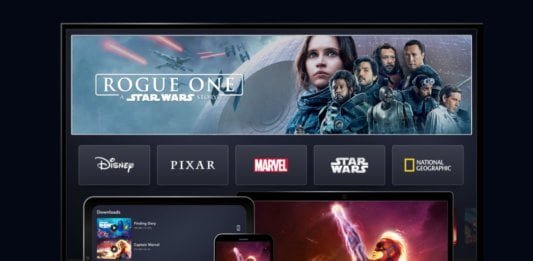 ROGUE ONE
A STAR WARS STORY
Disney
PIXAR
MARVEL
STAR WARS
NATIONAL GEOGRAPHIC
Downloads
Finding Dory
Captain Marvel